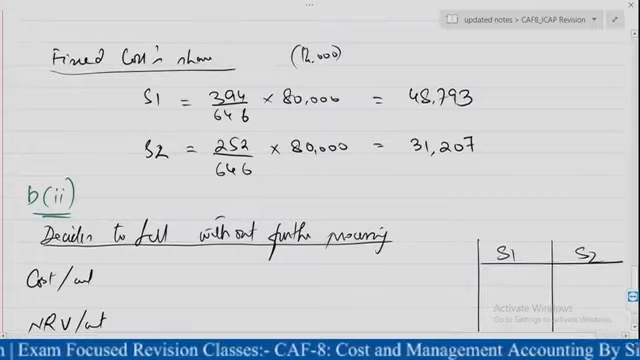 updated notes > CAF8_ICAP Revision
Fixed Cost's share (12.000)
S1 = 394/646 × 80,000 = 48,793
S2 = 252/646 × 80,000 = 31,207
b(ii)
Decides to sell without further processing
S1 S2
Cost/unit
NRV/unit
Activate Windows
Go to Settings to activate Windows.
n | Exam Focused Revision Classes:- CAF-8: Cost and Management Accounting By Si